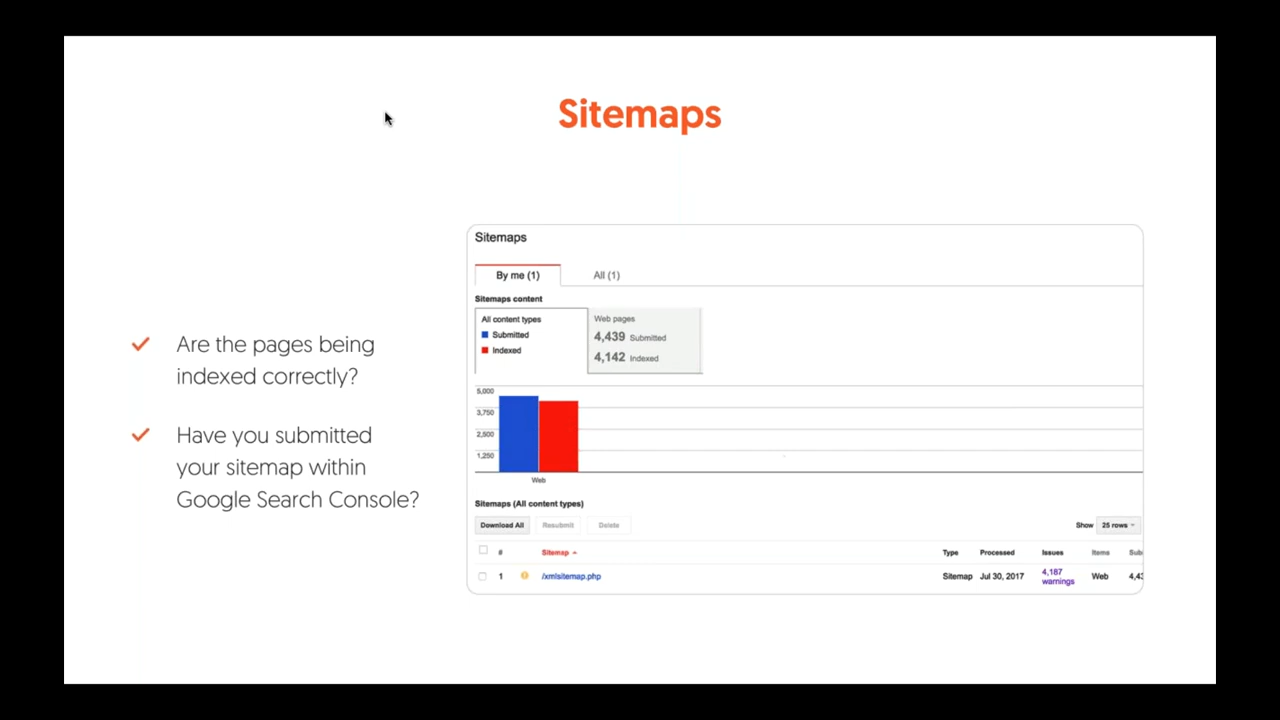 Sitemaps
Are the pages being
indexed correctly?
Have you submitted
your sitemap within
Google Search Console?
Sitemaps
By me (1) All (1)
Sitemaps content
All content types
Submitted
Indexed
Web pages
4,439 Submitted
4,142 Indexed
5,000
3,750
2,500
1,250
Web
Sitemaps (All content types)
Download All Resubmit Delete Show 25 rows
# Sitemap Type Processed Issues Items Sub
1 /xmlsitemap.php Sitemap Jul 30, 2017 4,187 Web 4,43
warnings